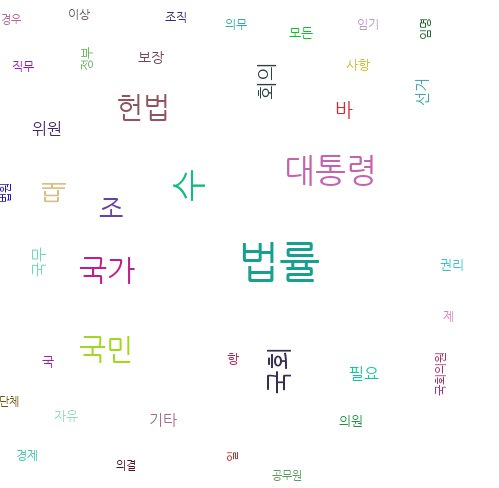 경우
이상
조직
의무
모든
임기
임명
직무
정부
보장
회의
사항
선거
헌법
바
위원
대통령
법원
때
조
수
국무
국가
법률
권리
제
국민
국
항
국회
필요
국회의원
단체
자유
기타
의원
경제
의결
일
공무원